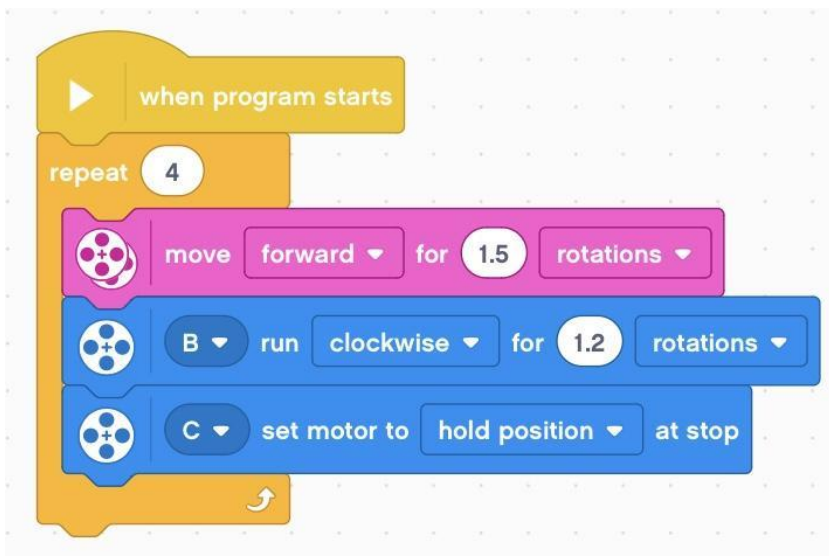 when program starts
repeat 4
move forward for 1.5 rotations
B run clockwise for 1.2 rotations
C set motor to hold position at stop